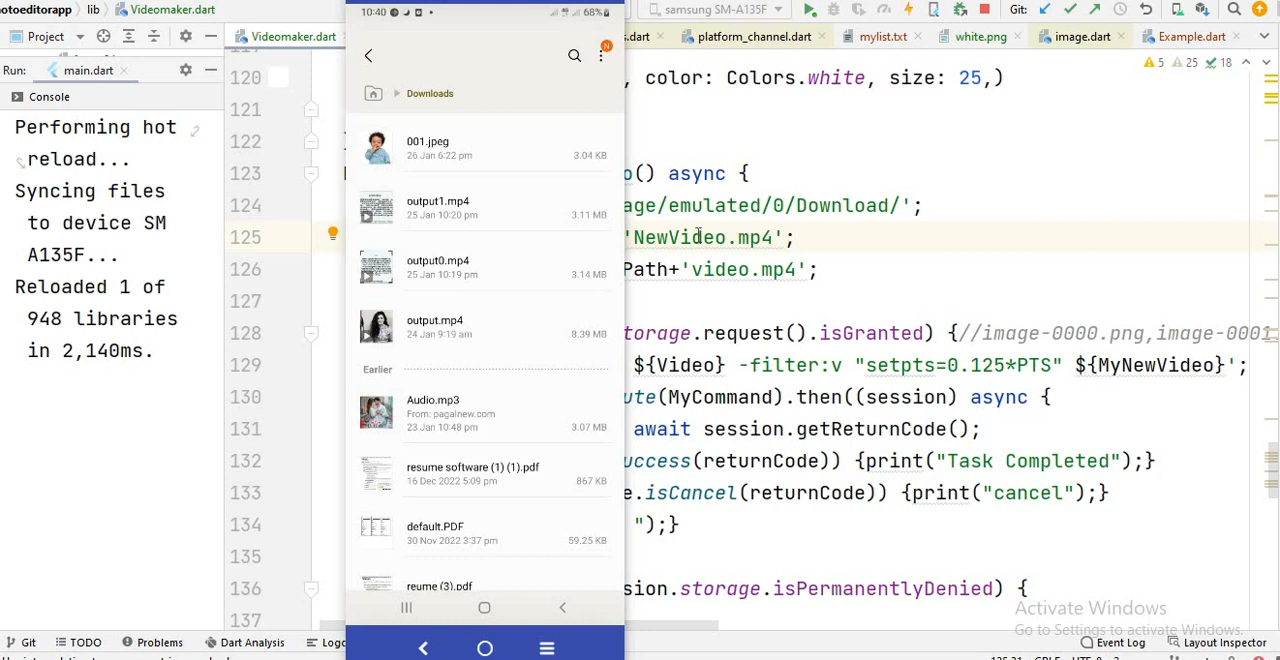 otoeditorapp
lib
Videomaker.dart
10:40
68%
samsung SM-A135F
Git:
Project
Videomaker.dart
s.dart
platform_channel.dart
mylist.txt
white.png
image.dart
Example.dart
Run:
main.dart
5
25
18
Console
Performing hot
reload...
Syncing files
to device SM
A135F...
Reloaded 1 of
948 libraries
in 2,140ms.
120
121
122
123
124
125
126
127
128
129
130
131
132
133
134
135
136
137
N
Downloads
001.jpeg
26 Jan 6:22 pm
3.04 KB
output1.mp4
25 Jan 10:20 pm
3.11 MB
output0.mp4
25 Jan 10:19 pm
3.14 MB
output.mp4
24 Jan 9:19 am
8.39 MB
Earlier
Audio.mp3
From: pagalnew.com
23 Jan 10:48 pm
3.07 MB
resume software (1) (1).pdf
16 Dec 2022 5:09 pm
867 KB
default.PDF
30 Nov 2022 3:37 pm
59.25 KB
reume (3).pdf
, color: Colors.white, size: 25,)
o() async {
age/emulated/0/Download/';
'NewVideo.mp4';
Path+'video.mp4';
torage.request().isGranted) {//image-0000.png,image-0001
${Video} -filter:v "setpts=0.125*PTS" ${MyNewVideo}';
ute(MyCommand).then((session) async {
await session.getReturnCode();
uccess(returnCode)) {print("Task Completed");}
e.isCancel(returnCode)) {print("cancel");}
");}
sion.storage.isPermanentlyDenied) {
Activate Windows
Go to Settings to activate Windows.
Git
TODO
Problems
Dart Analysis
Logc
Event Log
Layout Inspector